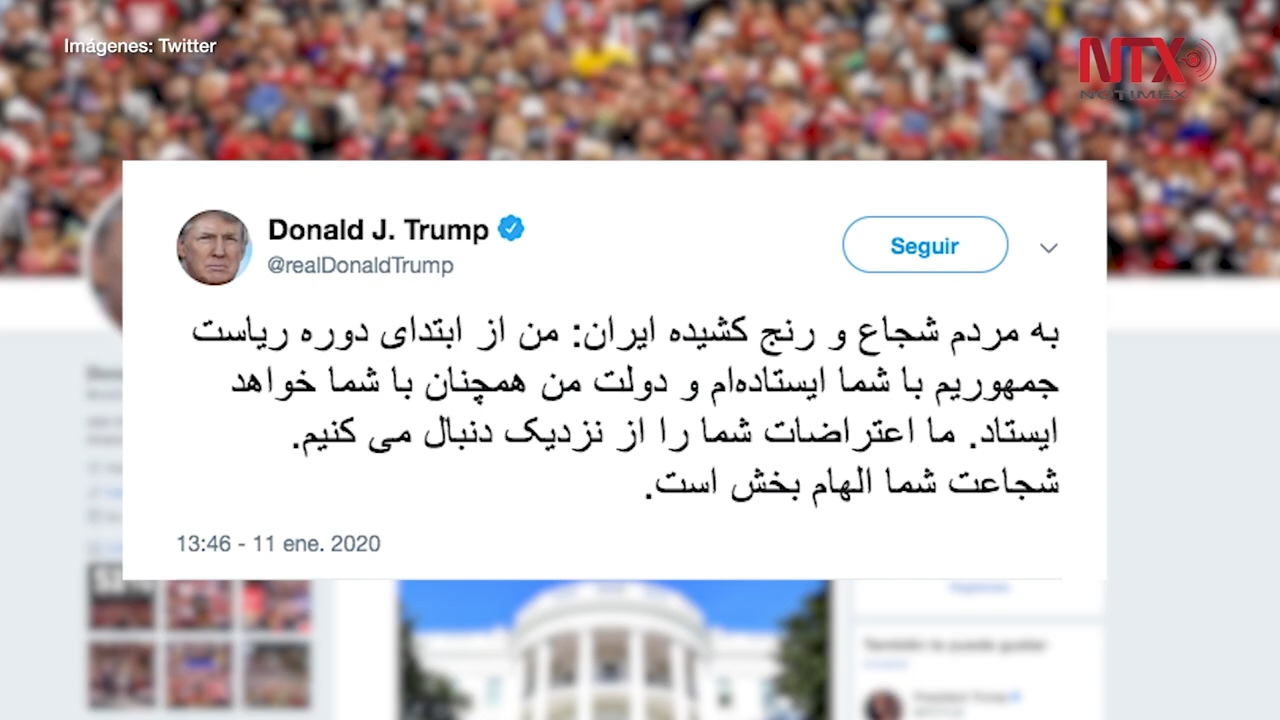 Imágenes: Twitter
NTX
NOTIMEX
Donald J. Trump
@realDonaldTrump
Seguir
به مردم شجاع و رنج کشیده ایران: من از ابتدای دوره ریاست
جمهوریم با شما ایستاده‌ام و دولت من همچنان با شما خواهد
ایستاد. ما اعتراضات شما را از نزدیک دنبال می کنیم.
شجاعت شما الهام بخش است.
13:46 - 11 ene. 2020